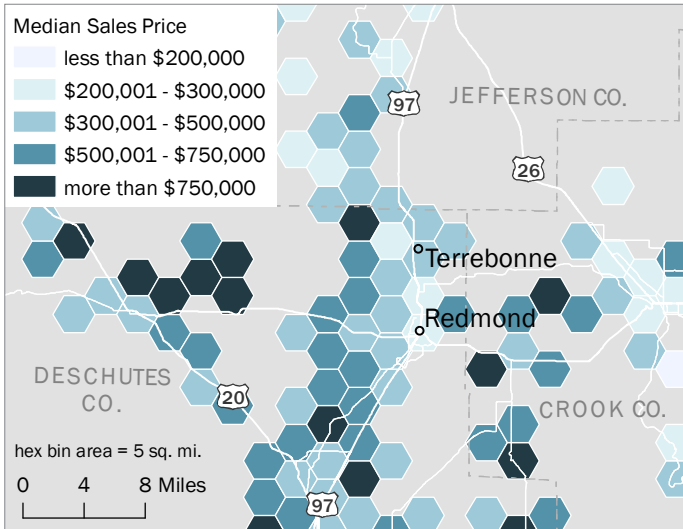 Median Sales Price
less than $200,000
$200,001 - $300,000
$300,001 - $500,000
$500,001 - $750,000
more than $750,000
97
JEFFERSON CO.
26
Terrebonne
Redmond
DESCHUTES
CO.
20
CROOK CO.
hex bin area = 5 sq. mi.
0 4 8 Miles
97